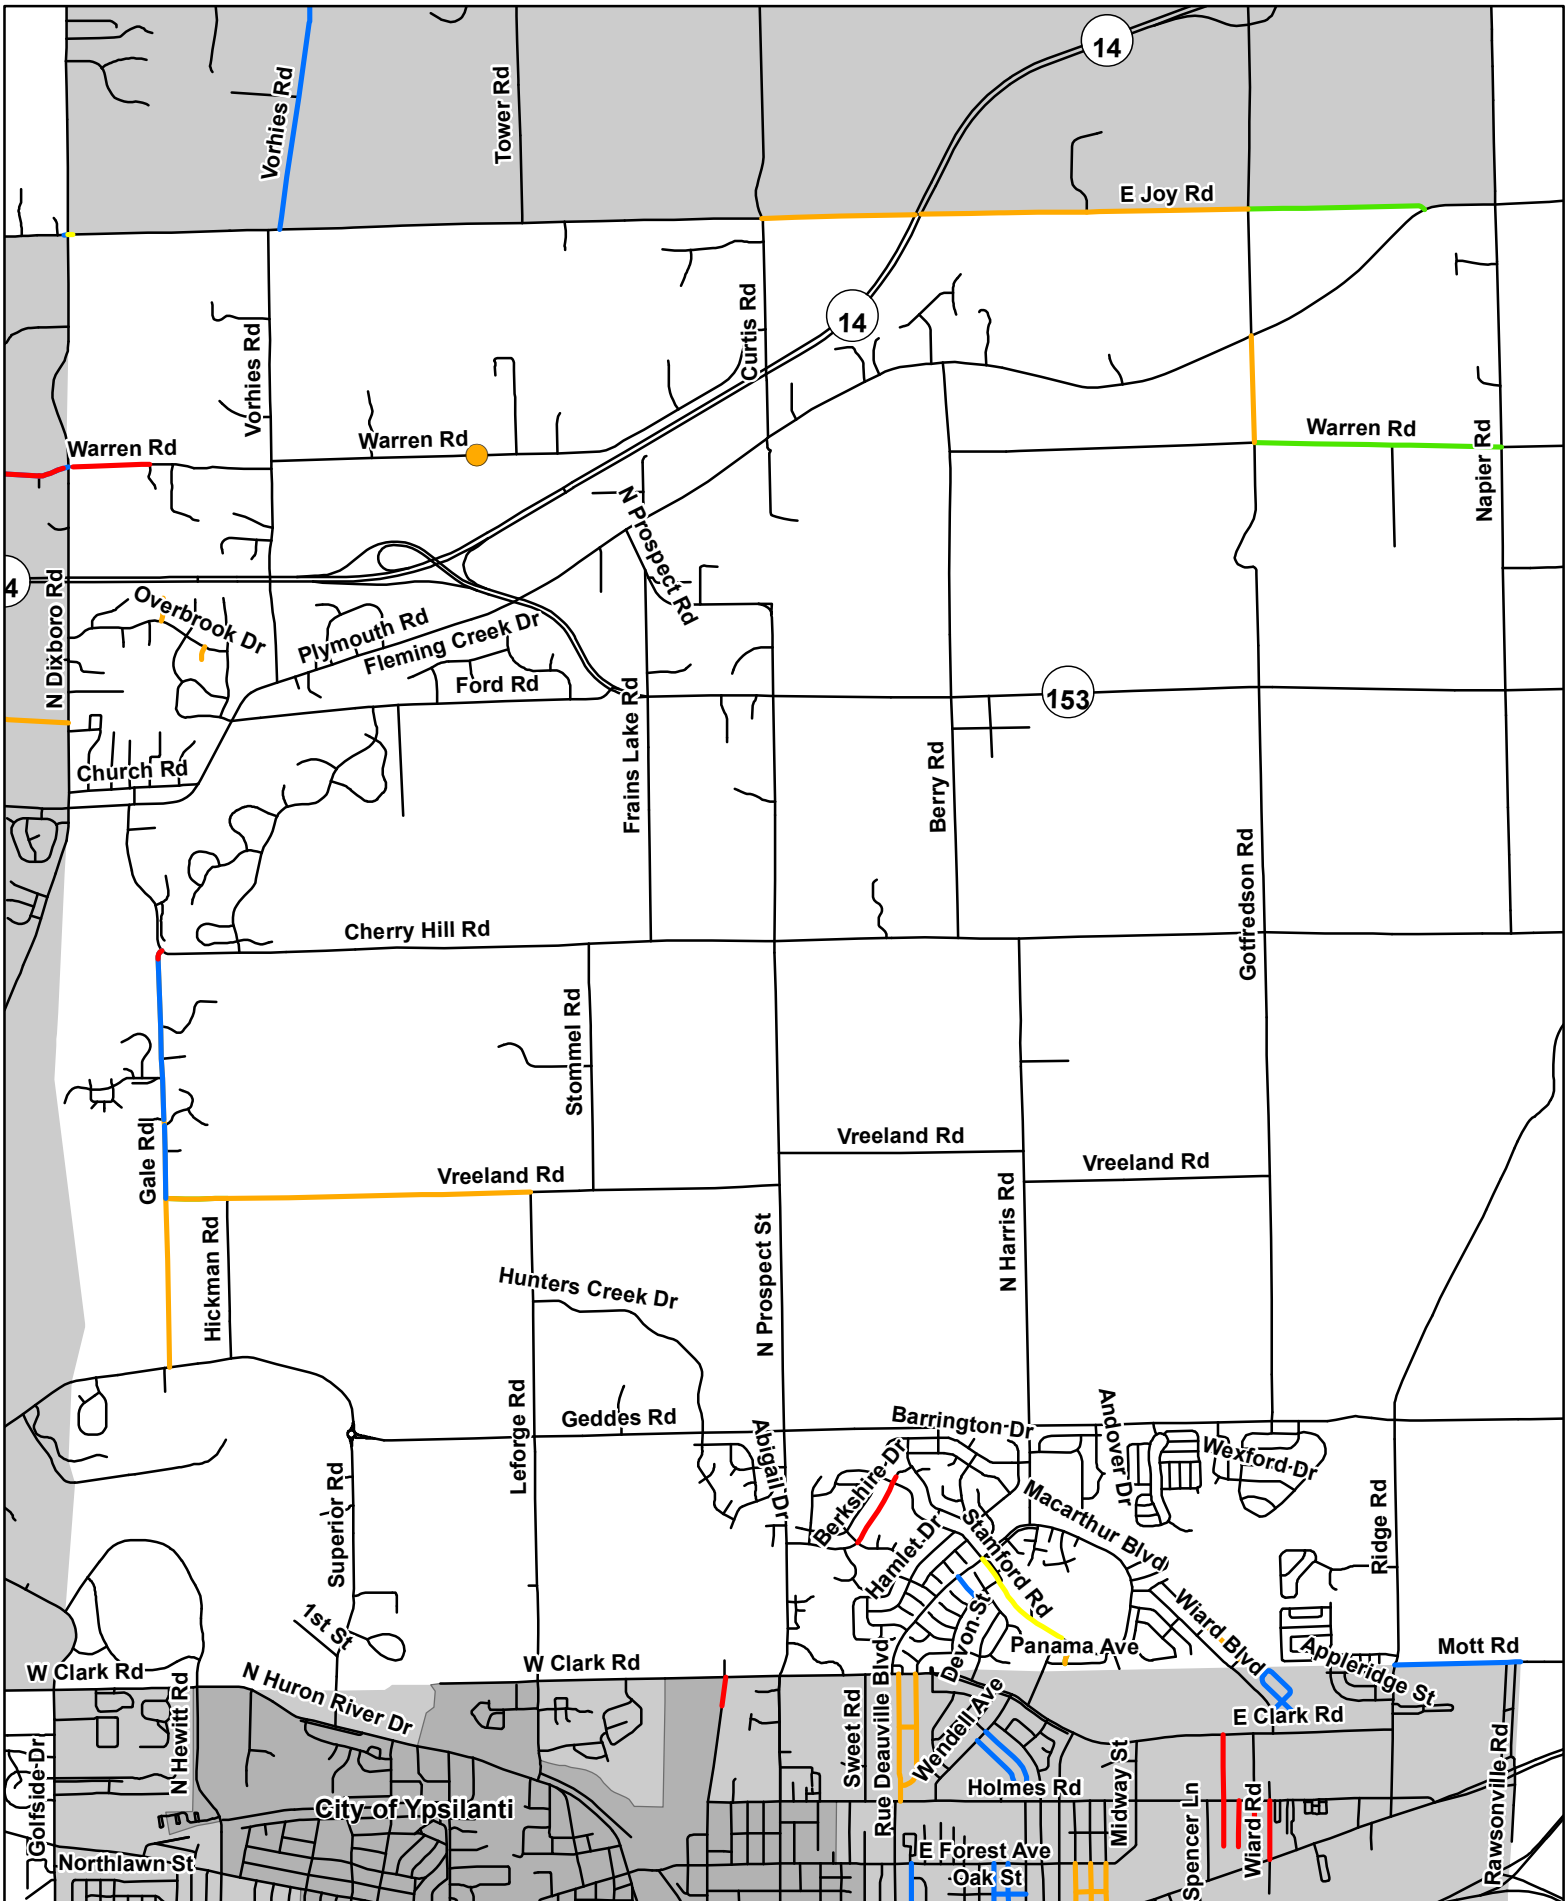 14
Vorhies Rd
Tower Rd
E Joy Rd
14
Curtis Rd
Vorhies Rd
Warren Rd
Warren Rd
Warren Rd
Napier Rd
N Prospect Rd
4
N Dixboro Rd
Overbrook Dr
Plymouth Rd
Fleming Creek Dr
Ford Rd
153
Frains Lake Rd
Berry Rd
Church Rd
Gotfredson Rd
Cherry Hill Rd
Stommel Rd
Gale Rd
Vreeland Rd
Vreeland Rd
Vreeland Rd
Hickman Rd
N Prospect St
N Harris Rd
Hunters Creek Dr
Leforge Rd
Geddes Rd
Abigail Dr
Barrington Dr
Andover Dr
Wexford Dr
Berkshire Dr
Macarthur Blvd
Ridge Rd
Superior Rd
Hamlet Dr
Stamford Rd
1st St
Devon St
Panama Ave
Wiard Blvd
Appleridge St
Mott Rd
W Clark Rd
W Clark Rd
N Huron River Dr
N Hewitt Rd
Golfside Dr
Sweet Rd
Rue Deauville Blvd
Wendell Ave
E Clark Rd
Holmes Rd
Midway St
Spencer Ln
Wiard Rd
Rawsonville Rd
City of Ypsilanti
Northlawn St
E Forest Ave
Oak St